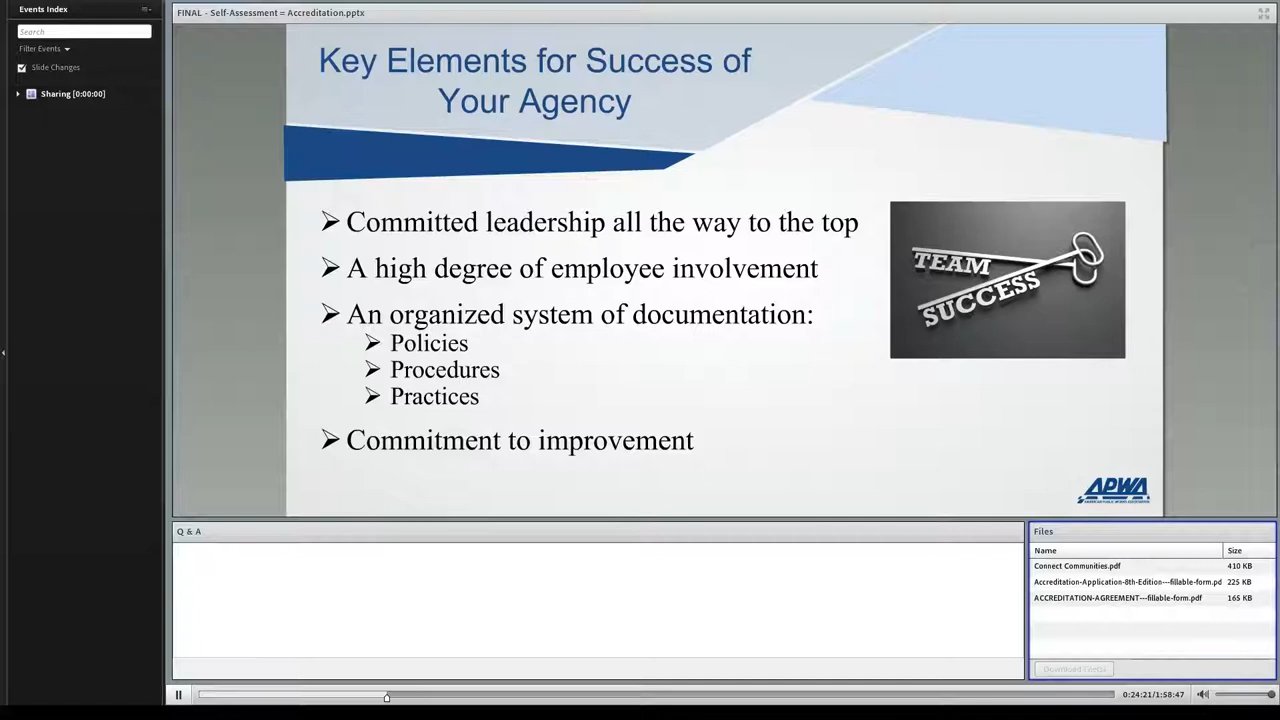 Events Index
Search
Filter Events
Slide Changes
Sharing [0:00:00]
FINAL - Self-Assessment = Accreditation.pptx
Key Elements for Success of
Your Agency
Committed leadership all the way to the top
A high degree of employee involvement
An organized system of documentation:
Policies
Procedures
Practices
Commitment to improvement
TEAM
SUCCESS
APWA
Q & A
Files
Name Size
Connect Communities.pdf 410 KB
Accreditation-Application-8th-Edition---fillable-form.pd 225 KB
ACCREDITATION-AGREEMENT---fillable-form.pdf 165 KB
0:24:21/1:58:47